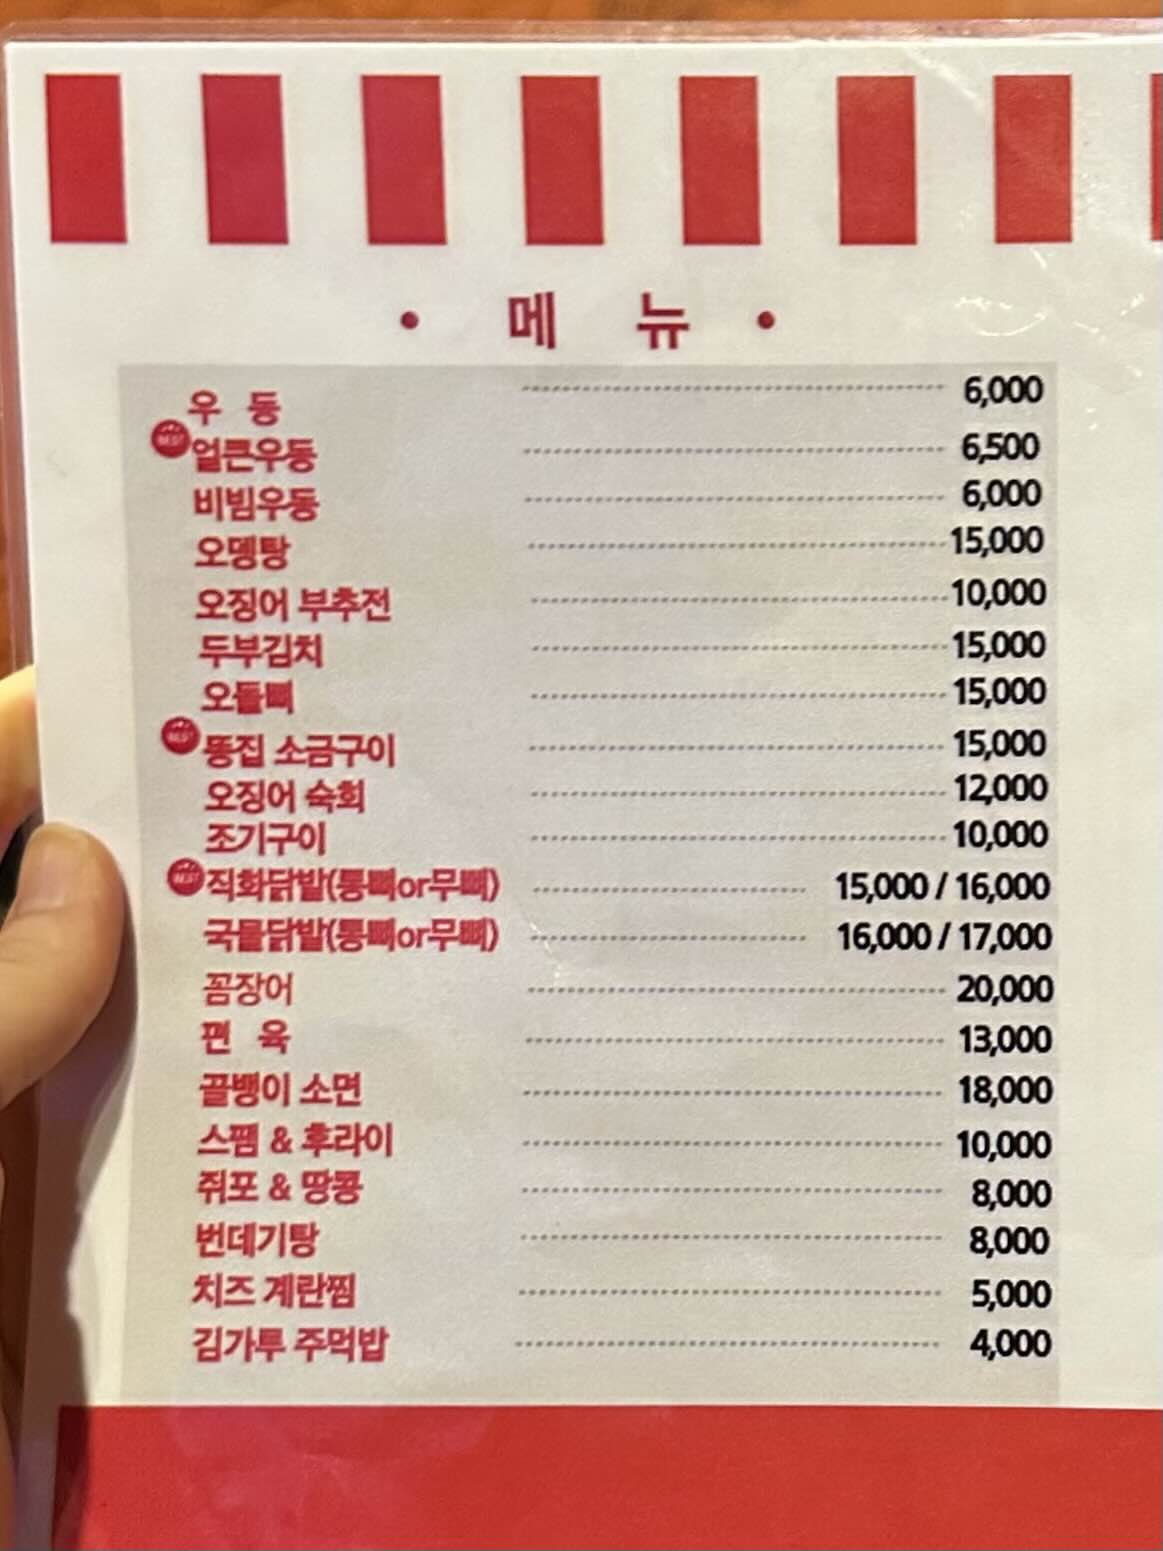 • 메 뉴 •
우 동 6,000
BEST 얼큰우동 6,500
비빔우동 6,000
오뎅탕 15,000
오징어 부추전 10,000
두부김치 15,000
오돌뼈 15,000
BEST 똥집 소금구이 15,000
오징어 숙회 12,000
조기구이 10,000
BEST 직화닭발(통뼈or무뼈) 15,000 / 16,000
국물닭발(통뼈or무뼈) 16,000 / 17,000
꼼장어 20,000
편 육 13,000
골뱅이 소면 18,000
스팸 & 후라이 10,000
쥐포 & 땅콩 8,000
번데기탕 8,000
치즈 계란찜 5,000
김가루 주먹밥 4,000